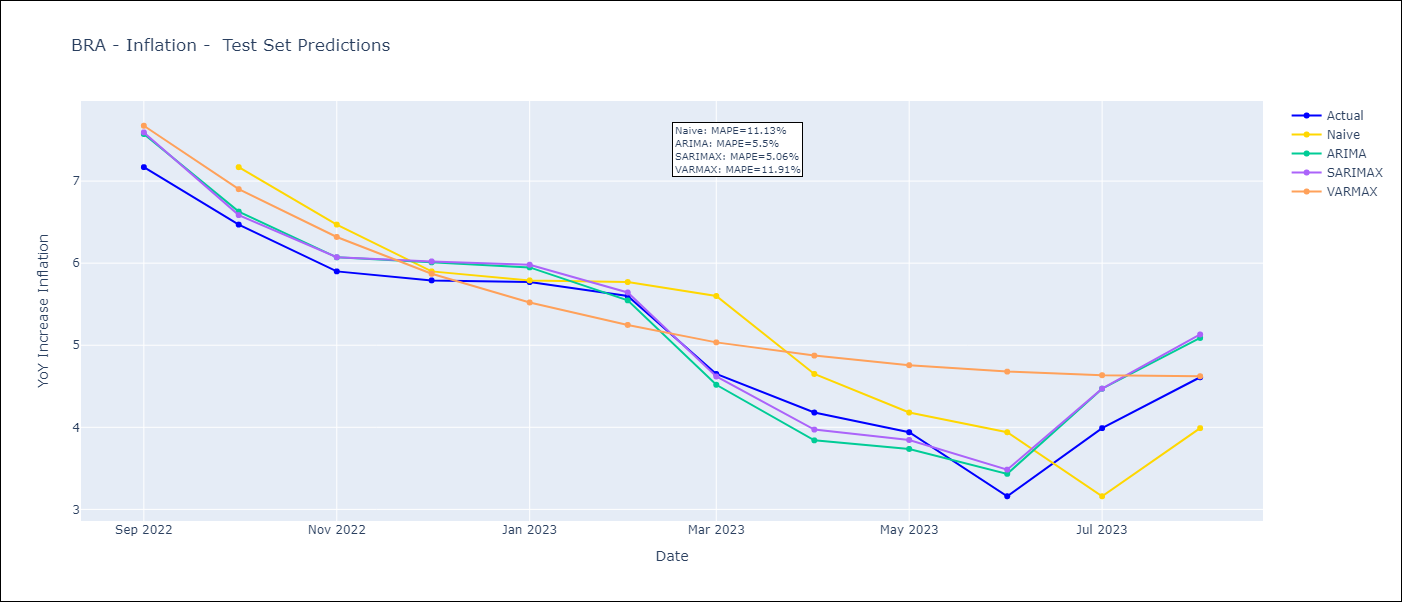 BRA - Inflation -  Test Set Predictions
Naive: MAPE=11.13%
ARIMA: MAPE=5.5%
SARIMAX: MAPE=5.06%
VARMAX: MAPE=11.91%
Actual
Naive
ARIMA
SARIMAX
VARMAX
YoY Increase Inflation
7
6
5
4
3
Sep 2022
Nov 2022
Jan 2023
Mar 2023
May 2023
Jul 2023
Date